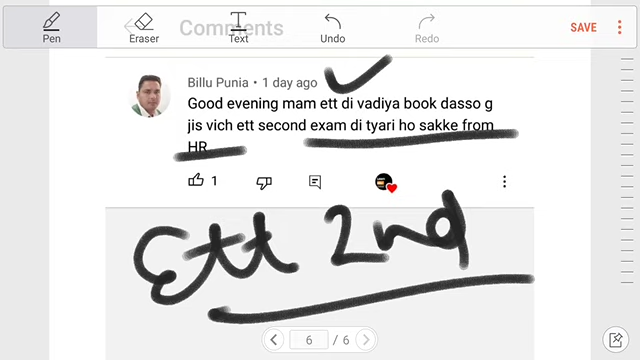 Comments
Pen
Eraser
Text
Undo
Redo
SAVE
Billu Punia • 1 day ago
Good evening mam ett di vadiya book dasso g
jis vich ett second exam di tyari ho sakke from
HR
1
Ett 2nd
6 / 6